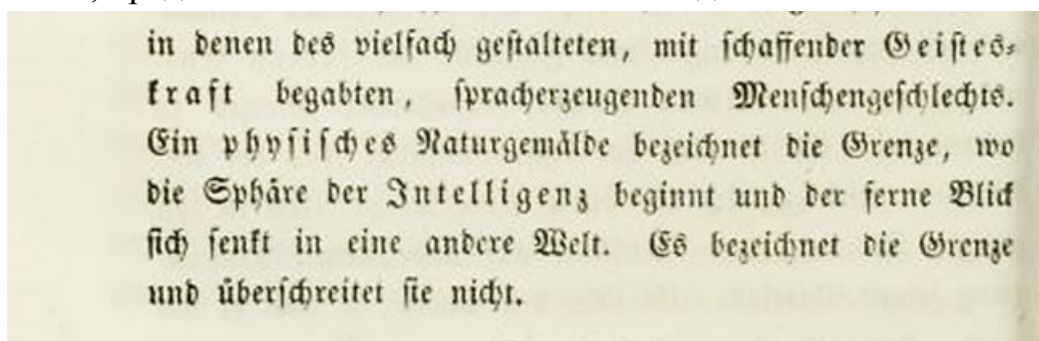 in denen des vielfach gestalteten, mit schaffender Geistes-
kraft begabten, spracherzeugenden Menschengeschlechts.
Ein physisches Naturgemälde bezeichnet die Grenze, wo
die Sphäre der Intelligenz beginnt und der ferne Blick
sich senkt in eine andere Welt. Es bezeichnet die Grenze
und überschreitet sie nicht.